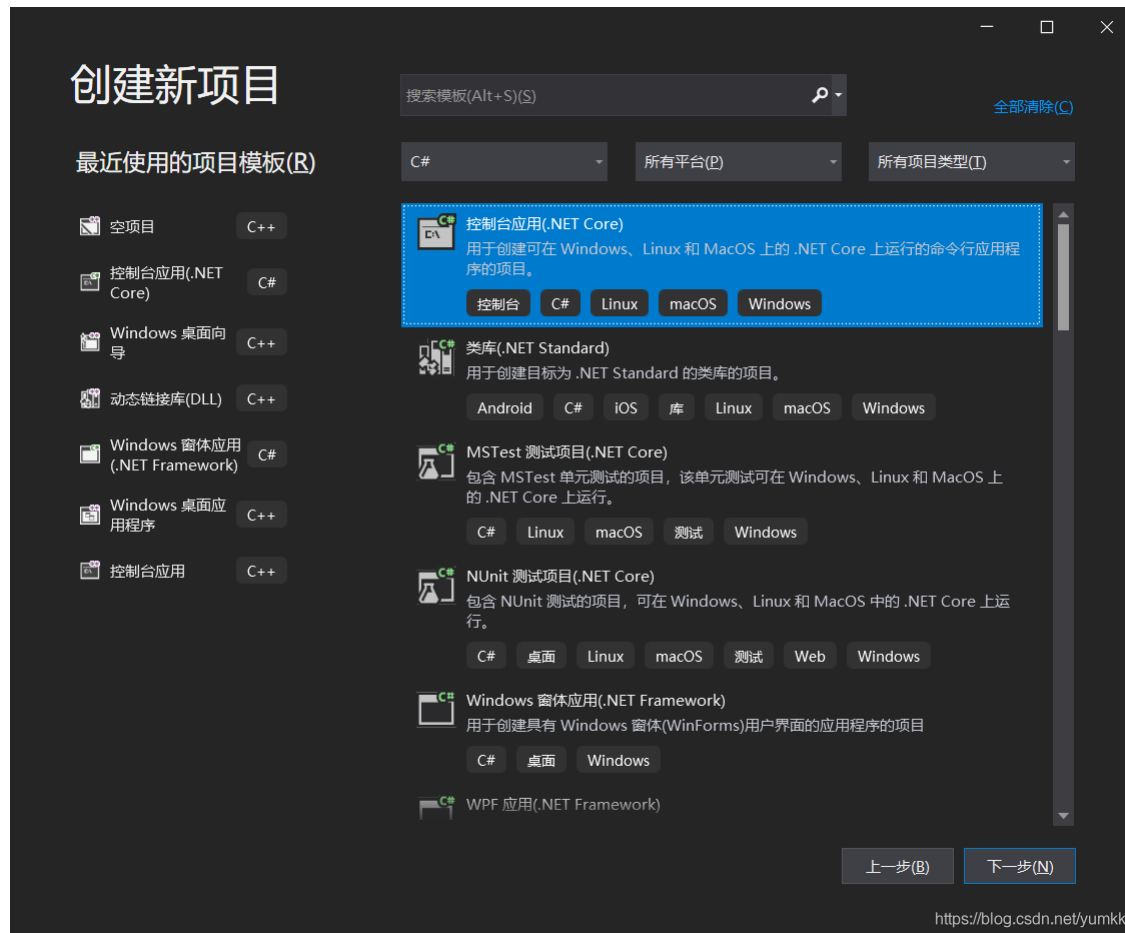 创建新项目
搜索模板(Alt+S)(S)
全部清除(C)
最近使用的项目模板(R)
C#
所有平台(P)
所有项目类型(T)
空项目
C++
控制台应用(.NET
Core)
C#
Windows 桌面向
导
C++
动态链接库(DLL)
C++
Windows 窗体应用
(.NET Framework)
C#
Windows 桌面应
用程序
C++
控制台应用
C++
控制台应用(.NET Core)
用于创建可在 Windows、Linux 和 MacOS 上的 .NET Core 上运行的命令行应用程
序的项目。
控制台 C# Linux macOS Windows
类库(.NET Standard)
用于创建目标为 .NET Standard 的类库的项目。
Android C# iOS 库 Linux macOS Windows
MSTest 测试项目(.NET Core)
包含 MSTest 单元测试的项目，该单元测试可在 Windows、Linux 和 MacOS 上
的 .NET Core 上运行。
C# Linux macOS 测试 Windows
NUnit 测试项目(.NET Core)
包含 NUnit 测试的项目，可在 Windows、Linux 和 MacOS 中的 .NET Core 上运
行。
C# 桌面 Linux macOS 测试 Web Windows
Windows 窗体应用(.NET Framework)
用于创建具有 Windows 窗体(WinForms)用户界面的应用程序的项目
C# 桌面 Windows
WPF 应用(.NET Framework)
上一步(B)
下一步(N)
https://blog.csdn.net/yumkk